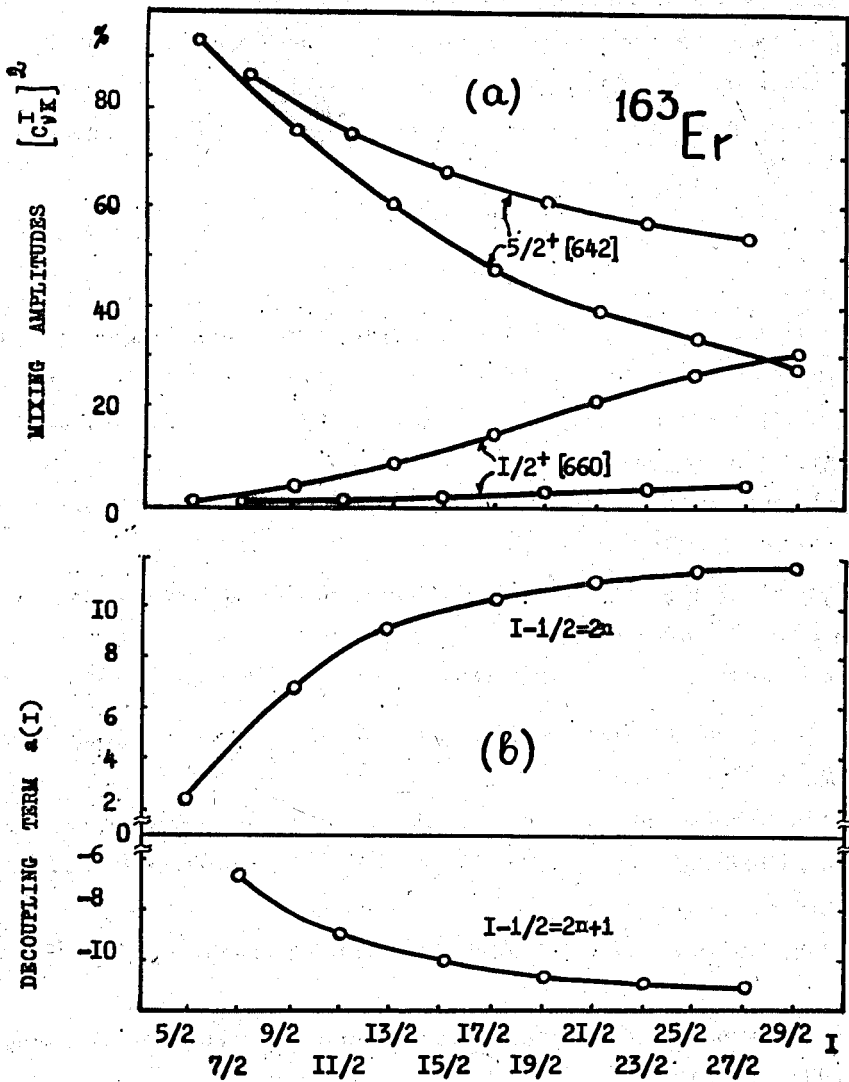 %
(a)
163Er
MIXING AMPLITUDES [C^I_νK]^2
80
60
40
20
0
5/2+ [642]
I/2+ [660]
DECOUPLING TERM a(I)
I0
8
6
4
2
0
-6
-8
-I0
I-1/2=2n
(b)
I-1/2=2n+1
5/2 9/2 I3/2 I7/2 2I/2 25/2 29/2 I
7/2 II/2 I5/2 I9/2 23/2 27/2